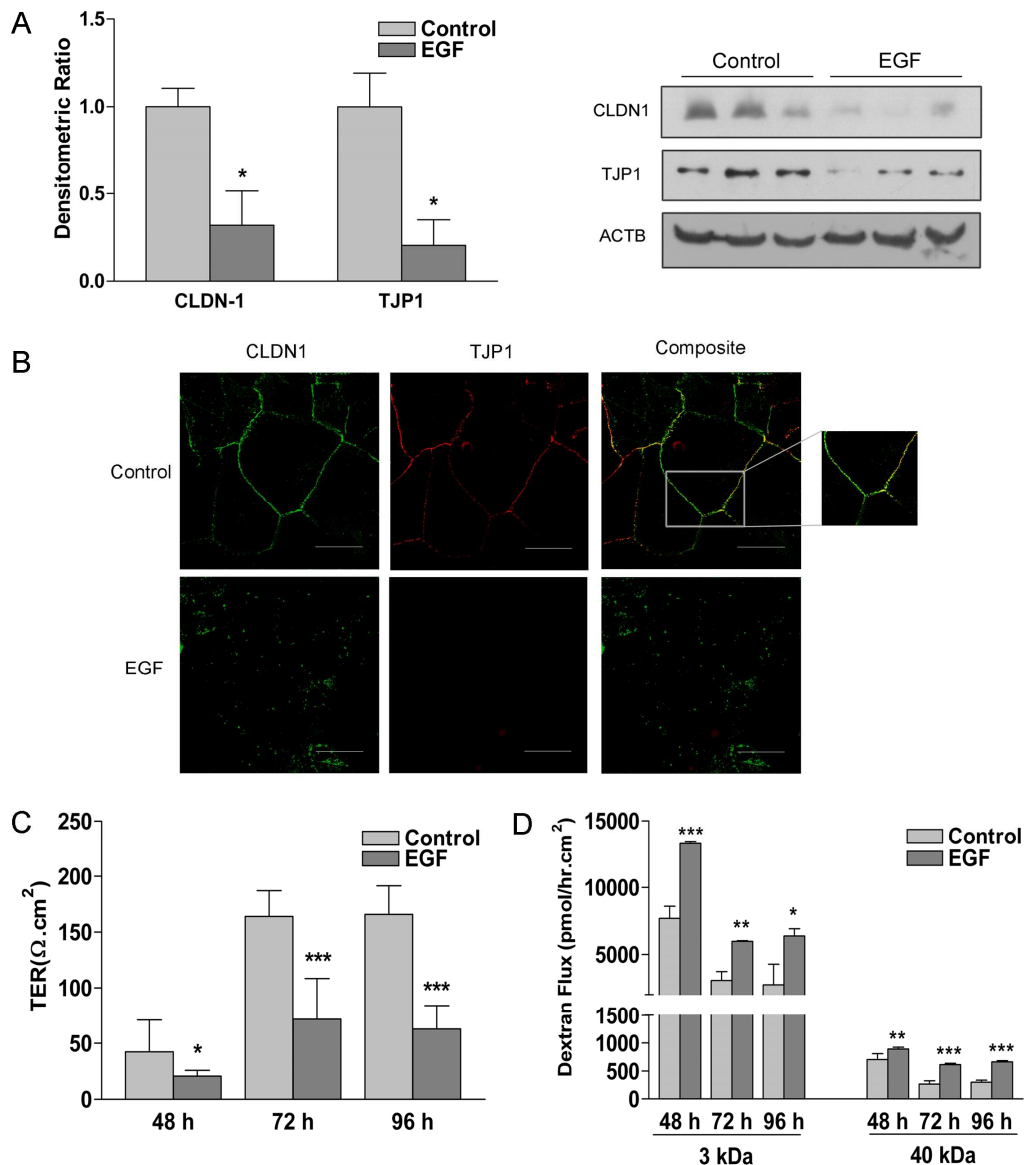 A
Densitometric Ratio
1.5
1.0
0.5
0.0
Control
EGF
*
*
CLDN-1
TJP1
Control
EGF
CLDN1
TJP1
ACTB
B
CLDN1
TJP1
Composite
Control
EGF
C
TER(Ω.cm²)
250
200
150
100
50
0
Control
EGF
*
***
***
48 h
72 h
96 h
D
Dextran Flux (pmol/hr.cm²)
15000
10000
5000
1500
1000
500
0
Control
EGF
***
**
*
**
***
***
48 h
72 h
96 h
48 h
72 h
96 h
3 kDa
40 kDa